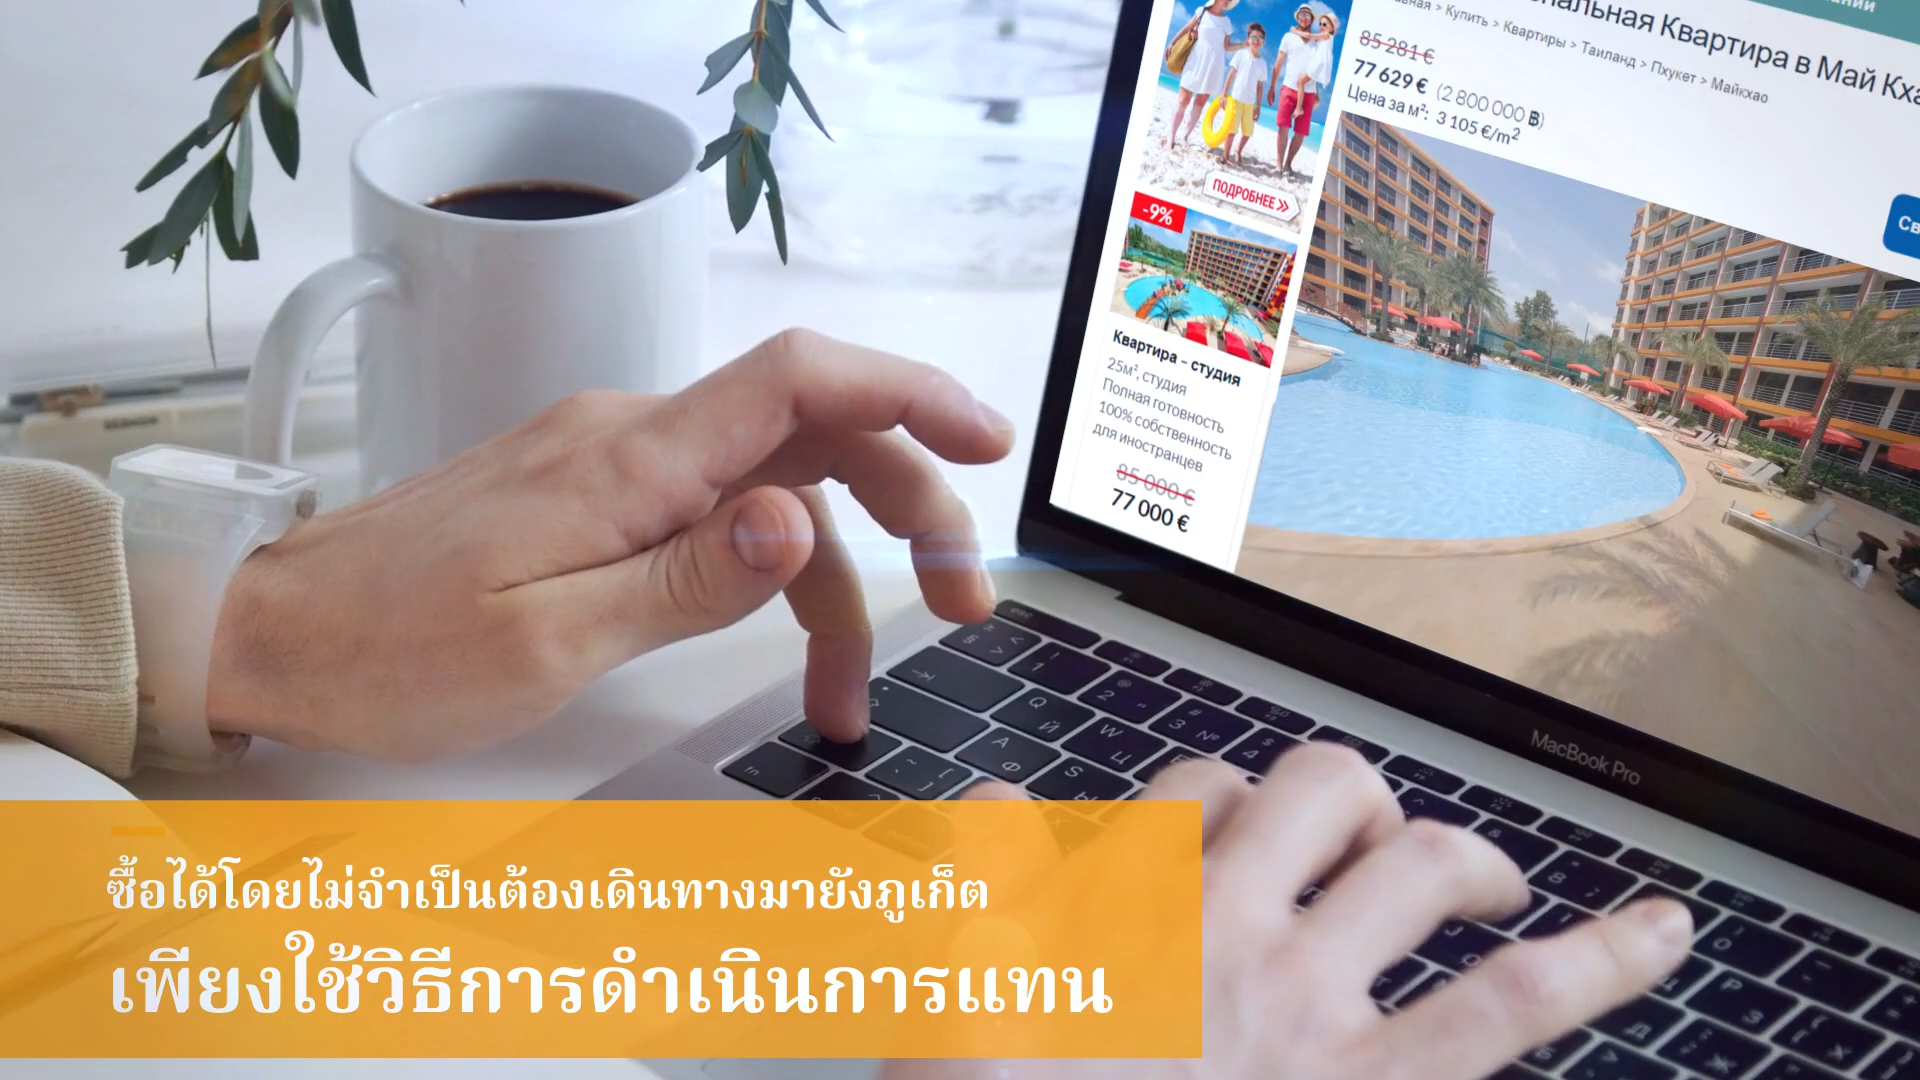 Квартира в Май
> Купить > Квартиры > Таиланд > Пхукет > Майкхао
85 281 €
77 629 € (2 800 000 ฿)
Цена за м²: 3 105 €/m²
ПОДРОБНЕЕ
-9%
Квартира - студия
25м², студия
Полная готовность
100% собственность
для иностранцев
85 000 €
77 000 €
MacBook Pro
ซื้อได้โดยไม่จำเป็นต้องเดินทางมายังภูเก็ต
เพียงใช้วิธีการดำเนินการแทน